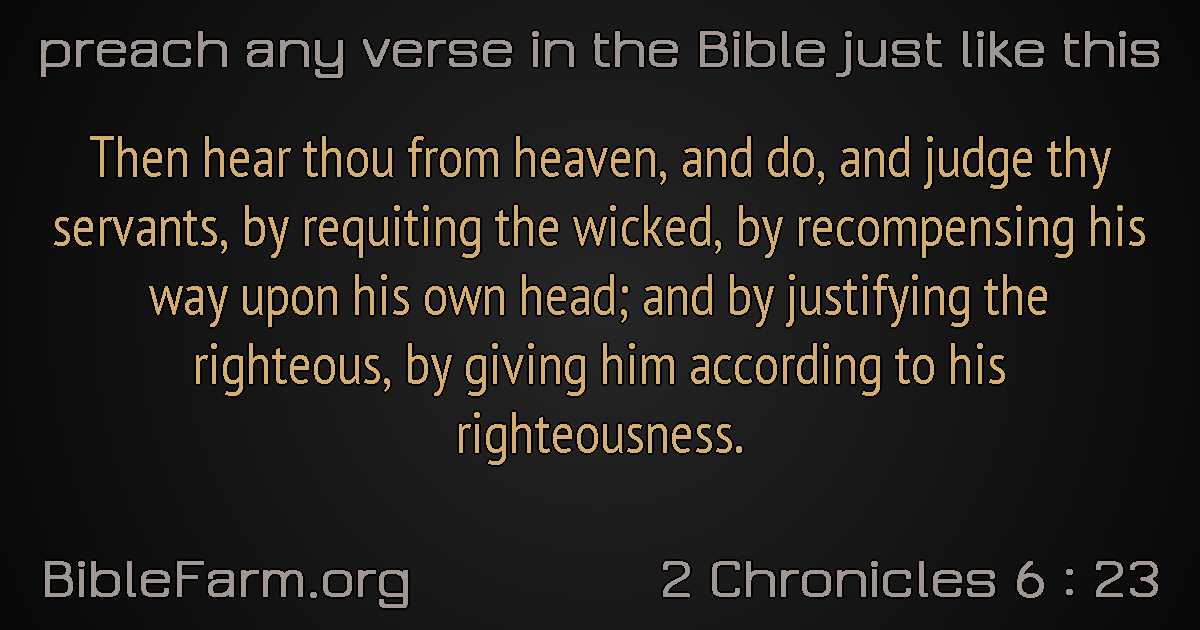 preach any verse in the Bible just like this
Then hear thou from heaven, and do, and judge thy
servants, by requiting the wicked, by recompensing his
way upon his own head; and by justifying the
righteous, by giving him according to his
righteousness.
BibleFarm.org
2 Chronicles 6 : 23